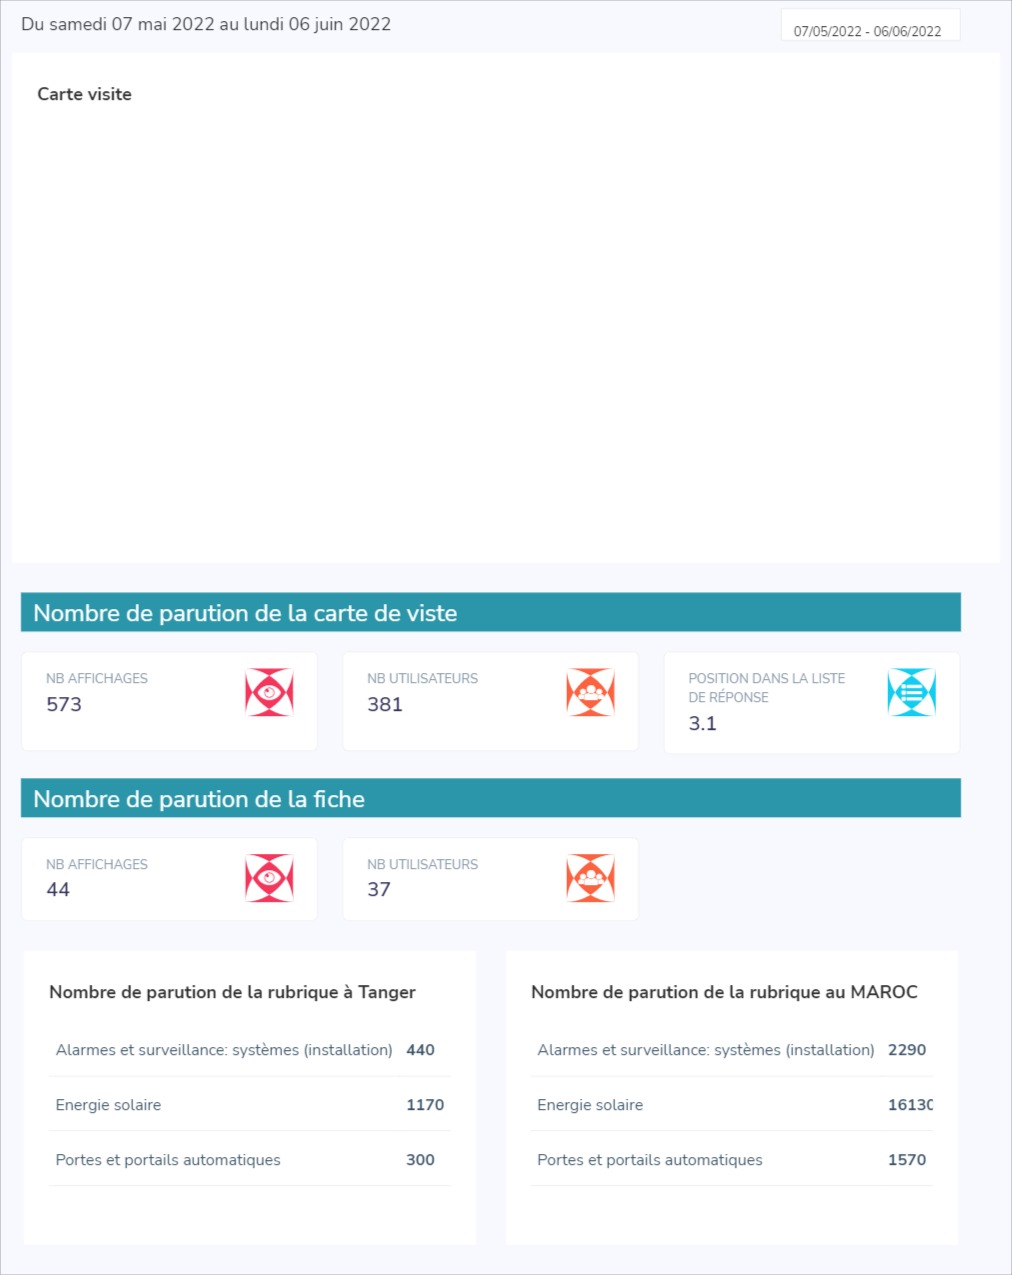 Du samedi 07 mai 2022 au lundi 06 juin 2022
07/05/2022 - 06/06/2022
Carte visite
Nombre de parution de la carte de viste
NB AFFICHAGES
573
NB UTILISATEURS
381
POSITION DANS LA LISTE
DE RÉPONSE
3.1
Nombre de parution de la fiche
NB AFFICHAGES
44
NB UTILISATEURS
37
Nombre de parution de la rubrique à Tanger
Alarmes et surveillance: systèmes (installation) 440
Energie solaire 1170
Portes et portails automatiques 300
Nombre de parution de la rubrique au MAROC
Alarmes et surveillance: systèmes (installation) 2290
Energie solaire 16130
Portes et portails automatiques 1570